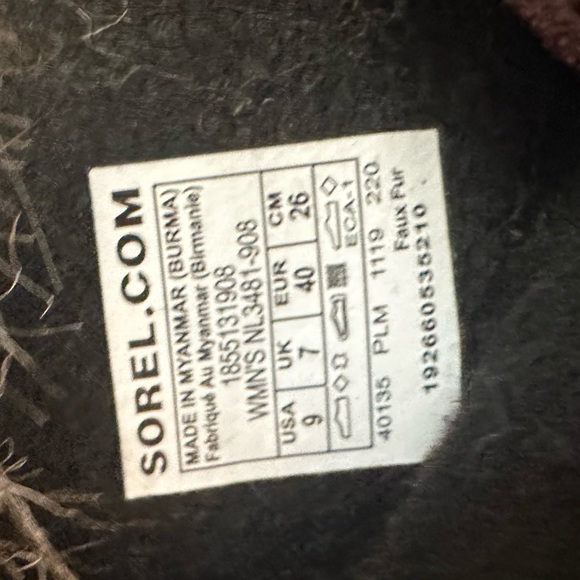 SOREL.COM
MADE IN MYANMAR (BURMA)
Fabriqué Au Myanmar (Birmanie)
1855131908
WMN'S NL3481-908
USA UK EUR CM
9 7 40 26
ECA-1
40135 PLM 1119 220
Faux Fur
192660535210